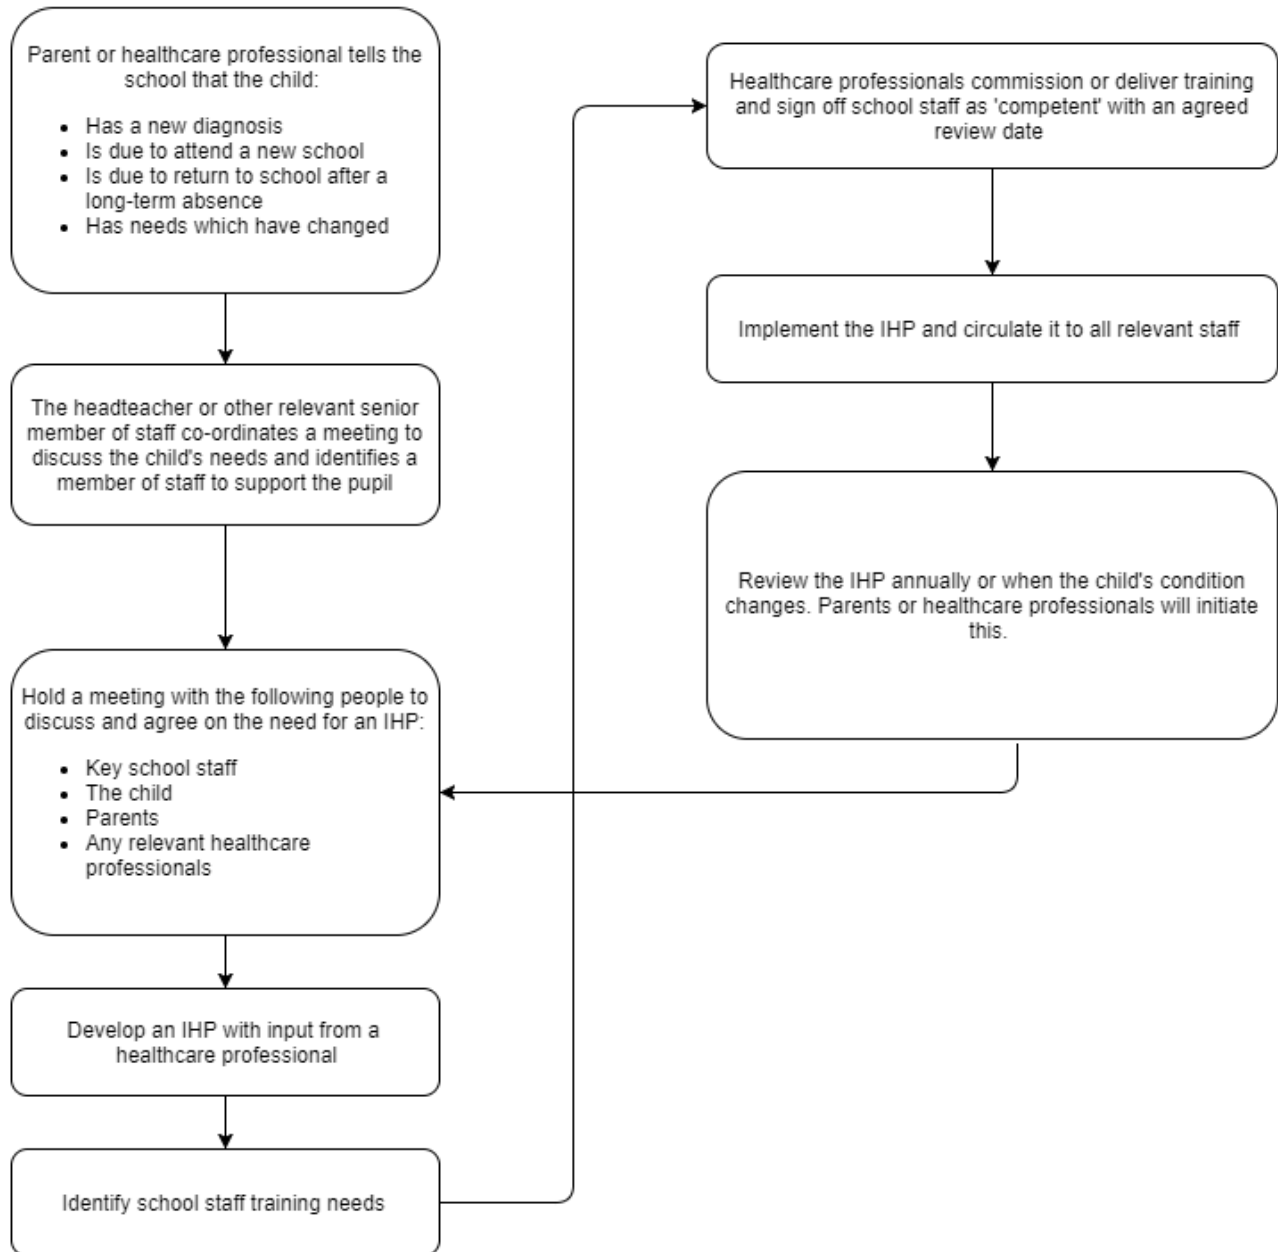 Parent or healthcare professional tells the
school that the child:
• Has a new diagnosis
• Is due to attend a new school
• Is due to return to school after a
long-term absence
• Has needs which have changed
The headteacher or other relevant senior
member of staff co-ordinates a meeting to
discuss the child's needs and identifies a
member of staff to support the pupil
Hold a meeting with the following people to
discuss and agree on the need for an IHP:
• Key school staff
• The child
• Parents
• Any relevant healthcare
professionals
Develop an IHP with input from a
healthcare professional
Identify school staff training needs
Healthcare professionals commission or deliver training
and sign off school staff as 'competent' with an agreed
review date
Implement the IHP and circulate it to all relevant staff
Review the IHP annually or when the child's condition
changes. Parents or healthcare professionals will initiate
this.